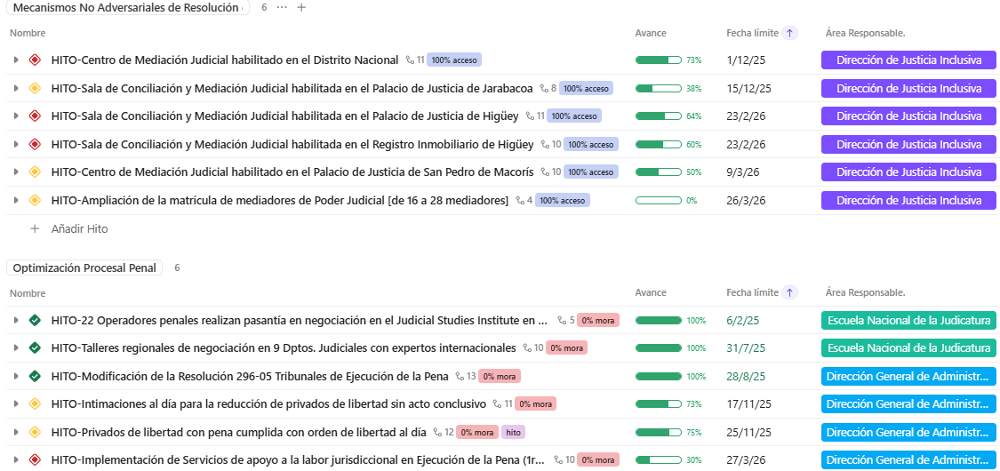 Mecanismos No Adversariales de Resolución 6 ... +
Nombre Avance Fecha límite ↑ Área Responsable.
HITO-Centro de Mediación Judicial habilitado en el Distrito Nacional 11 100% acceso 73% 1/12/25 Dirección de Justicia Inclusiva
HITO-Sala de Conciliación y Mediación Judicial habilitada en el Palacio de Justicia de Jarabacoa 8 100% acceso 38% 15/12/25 Dirección de Justicia Inclusiva
HITO-Sala de Conciliación y Mediación Judicial habilitada en el Palacio de Justicia de Higüey 11 100% acceso 64% 23/2/26 Dirección de Justicia Inclusiva
HITO-Sala de Conciliación y Mediación Judicial habilitada en el Registro Inmobiliario de Higüey 10 100% acceso 60% 23/2/26 Dirección de Justicia Inclusiva
HITO-Centro de Mediación Judicial habilitado en el Palacio de Justicia de San Pedro de Macorís 10 100% acceso 50% 9/3/26 Dirección de Justicia Inclusiva
HITO-Ampliación de la matrícula de mediadores de Poder Judicial [de 16 a 28 mediadores] 4 100% acceso 0% 26/3/26 Dirección de Justicia Inclusiva
+ Añadir Hito
Optimización Procesal Penal 6
Nombre Avance Fecha límite ↑ Área Responsable.
HITO-22 Operadores penales realizan pasantía en negociación en el Judicial Studies Institute en ... 5 0% mora 100% 6/2/25 Escuela Nacional de la Judicatura
HITO-Talleres regionales de negociación en 9 Dptos. Judiciales con expertos internacionales 10 0% mora 100% 31/7/25 Escuela Nacional de la Judicatura
HITO-Modificación de la Resolución 296-05 Tribunales de Ejecución de la Pena 13 0% mora 100% 28/8/25 Dirección General de Administr...
HITO-Intimaciones al día para la reducción de privados de libertad sin acto conclusivo 11 0% mora 73% 17/11/25 Dirección General de Administr...
HITO-Privados de libertad con pena cumplida con orden de libertad al día 12 0% mora hito 75% 25/11/25 Dirección General de Administr...
HITO-Implementación de Servicios de apoyo a la labor jurisdiccional en Ejecución de la Pena (1r... 10 0% mora 30% 27/3/26 Dirección General de Administr...